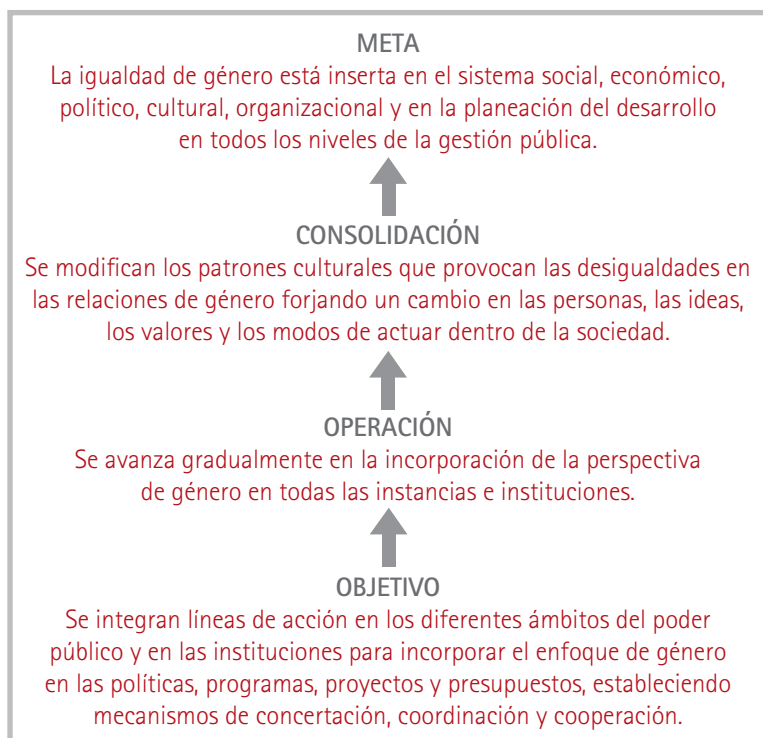 META
La igualdad de género está inserta en el sistema social, económico,
político, cultural, organizacional y en la planeación del desarrollo
en todos los niveles de la gestión pública.
CONSOLIDACIÓN
Se modifican los patrones culturales que provocan las desigualdades en
las relaciones de género forjando un cambio en las personas, las ideas,
los valores y los modos de actuar dentro de la sociedad.
OPERACIÓN
Se avanza gradualmente en la incorporación de la perspectiva
de género en todas las instancias e instituciones.
OBJETIVO
Se integran líneas de acción en los diferentes ámbitos del poder
público y en las instituciones para incorporar el enfoque de género
en las políticas, programas, proyectos y presupuestos, estableciendo
mecanismos de concertación, coordinación y cooperación.